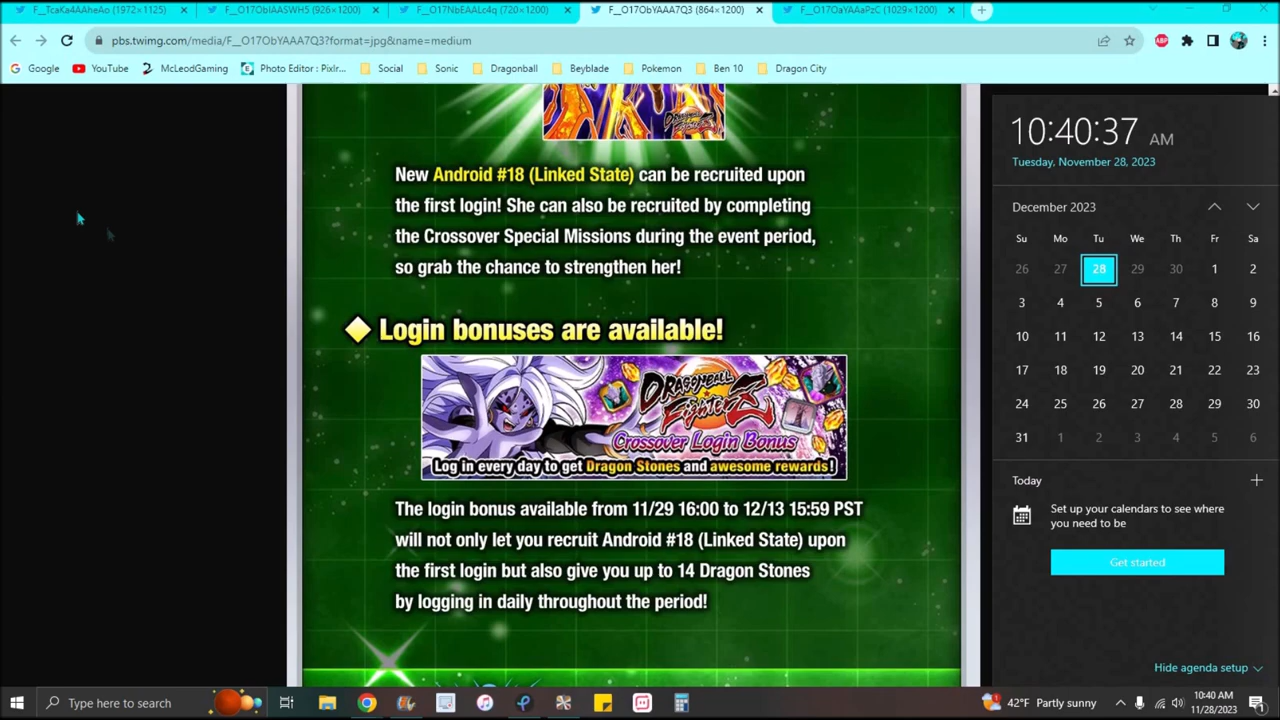 F__TcaKa4AAheAo (1972×1125)
F__O17ObIAASWH5 (926×1200)
F__O17NbEAALc4q (720×1200)
F__O17ObYAAA7Q3 (864×1200)
F__O17OaYAAaPzC (1029×1200)
pbs.twimg.com/media/F__O17ObYAAA7Q3?format=jpg&name=medium
ABP
Google
YouTube
McLeodGaming
Photo Editor : Pixlr...
Social
Sonic
Dragonball
Beyblade
Pokemon
Ben 10
Dragon City
New Android #18 (Linked State) can be recruited upon
the first login! She can also be recruited by completing
the Crossover Special Missions during the event period,
so grab the chance to strengthen her!
Login bonuses are available!
DRAGONBALL
FighterZ
Crossover Login Bonus
Log in every day to get Dragon Stones and awesome rewards!
The login bonus available from 11/29 16:00 to 12/13 15:59 PST
will not only let you recruit Android #18 (Linked State) upon
the first login but also give you up to 14 Dragon Stones
by logging in daily throughout the period!
10:40:37 AM
Tuesday, November 28, 2023
December 2023
Su Mo Tu We Th Fr Sa
26 27 28 29 30 1 2
3 4 5 6 7 8 9
10 11 12 13 14 15 16
17 18 19 20 21 22 23
24 25 26 27 28 29 30
31 1 2 3 4 5 6
Today
Set up your calendars to see where
you need to be
Get started
Hide agenda setup
Type here to search
42°F Partly sunny
10:40 AM
11/28/2023